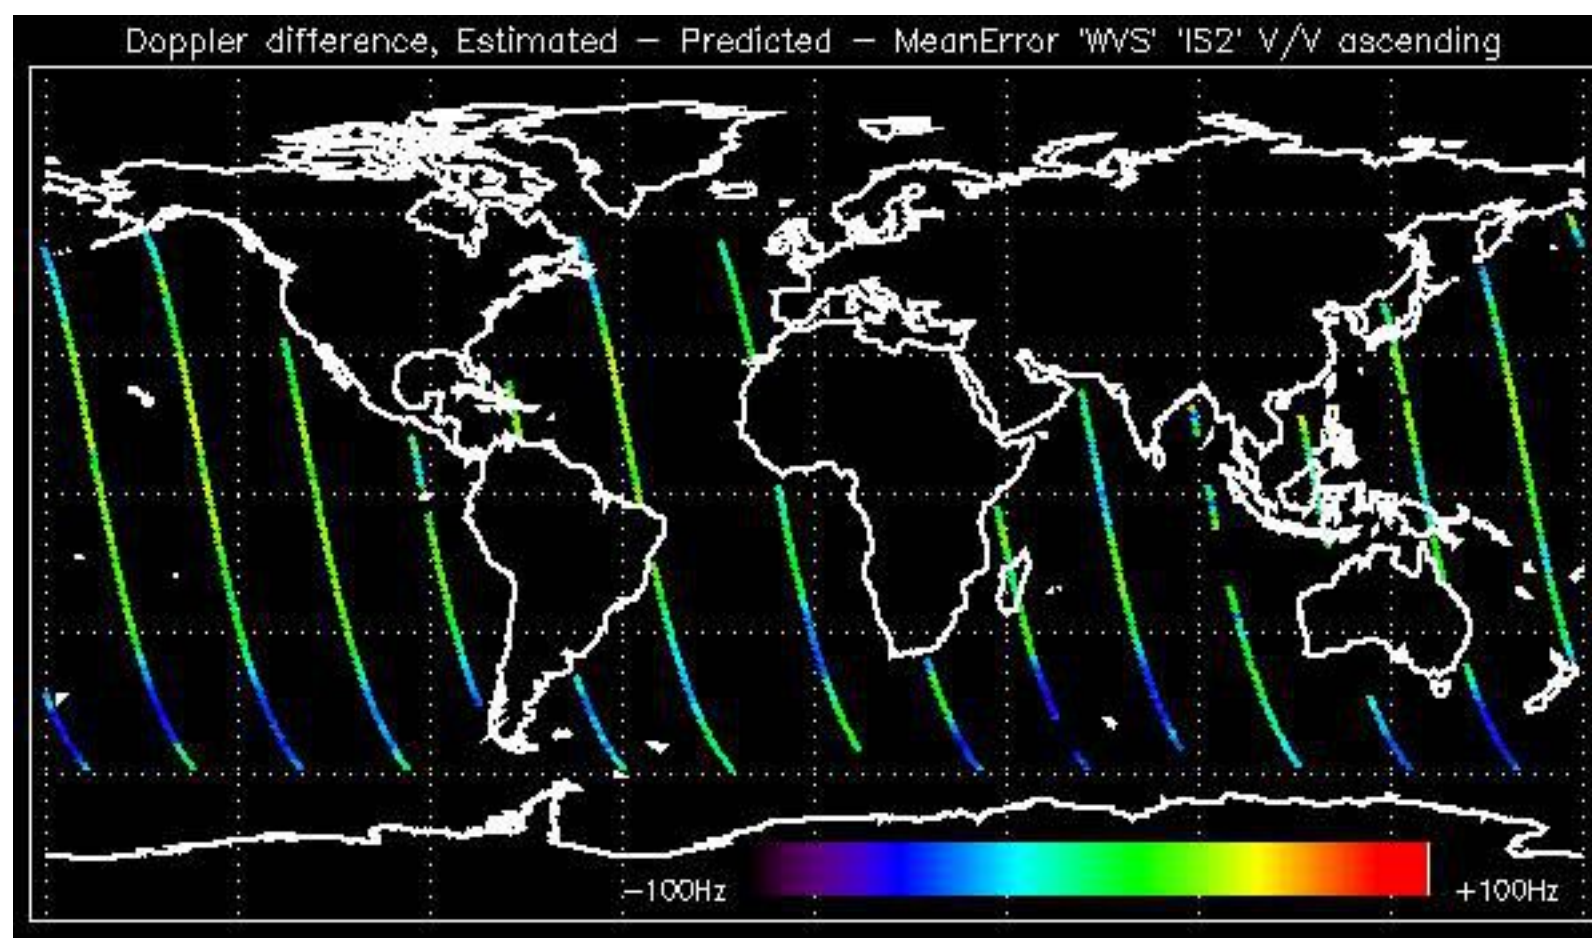 Doppler difference, Estimated – Predicted – MeanError 'WVS' 'IS2' V/V ascending
−100Hz
+100Hz